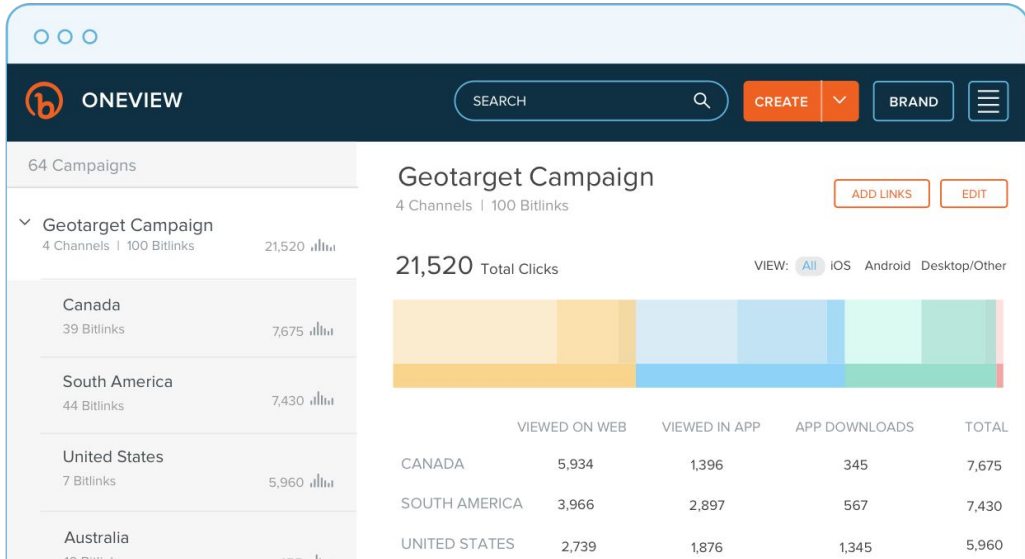 ONEVIEW
SEARCH
CREATE
BRAND
64 Campaigns
Geotarget Campaign
4 Channels | 100 Bitlinks
21,520
Canada
39 Bitlinks
7,675
South America
44 Bitlinks
7,430
United States
7 Bitlinks
5,960
Australia
Geotarget Campaign
4 Channels | 100 Bitlinks
ADD LINKS
EDIT
21,520 Total Clicks
VIEW: All iOS Android Desktop/Other
VIEWED ON WEB VIEWED IN APP APP DOWNLOADS TOTAL
CANADA 5,934 1,396 345 7,675
SOUTH AMERICA 3,966 2,897 567 7,430
UNITED STATES 2,739 1,876 1,345 5,960